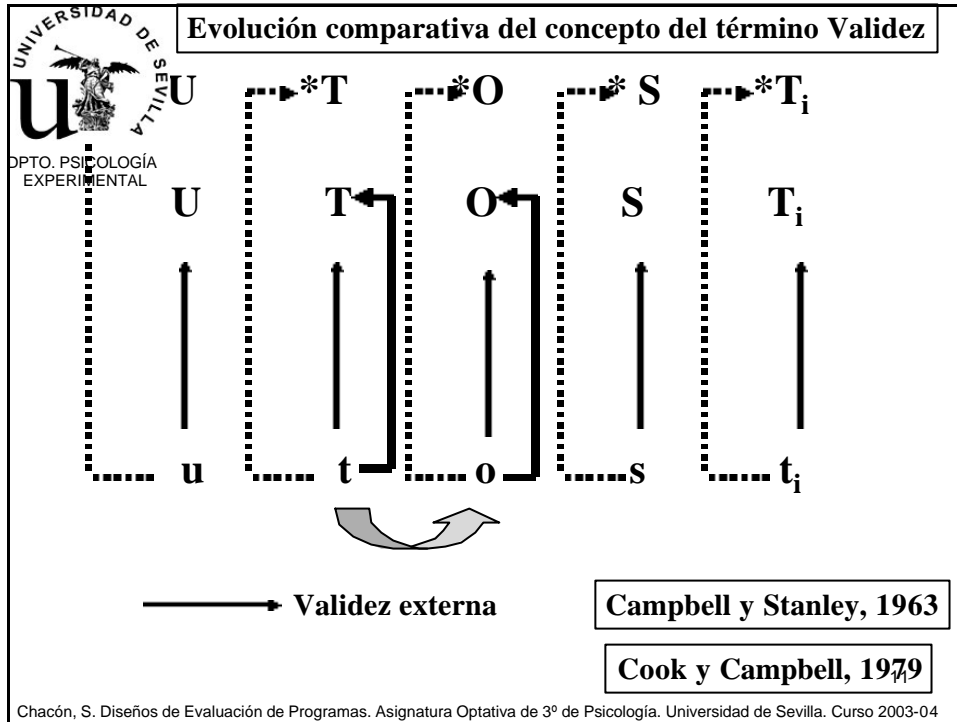 Evolución comparativa del concepto del término Validez
UNIVERSIDAD DE SEVILLA
u
DPTO. PSICOLOGÍA
EXPERIMENTAL
U *T *O * S *Ti
U T O S Ti
u t o s ti
Validez externa
Campbell y Stanley, 1963
Cook y Campbell, 1979
Chacón, S. Diseños de Evaluación de Programas. Asignatura Optativa de 3º de Psicología. Universidad de Sevilla. Curso 2003-04